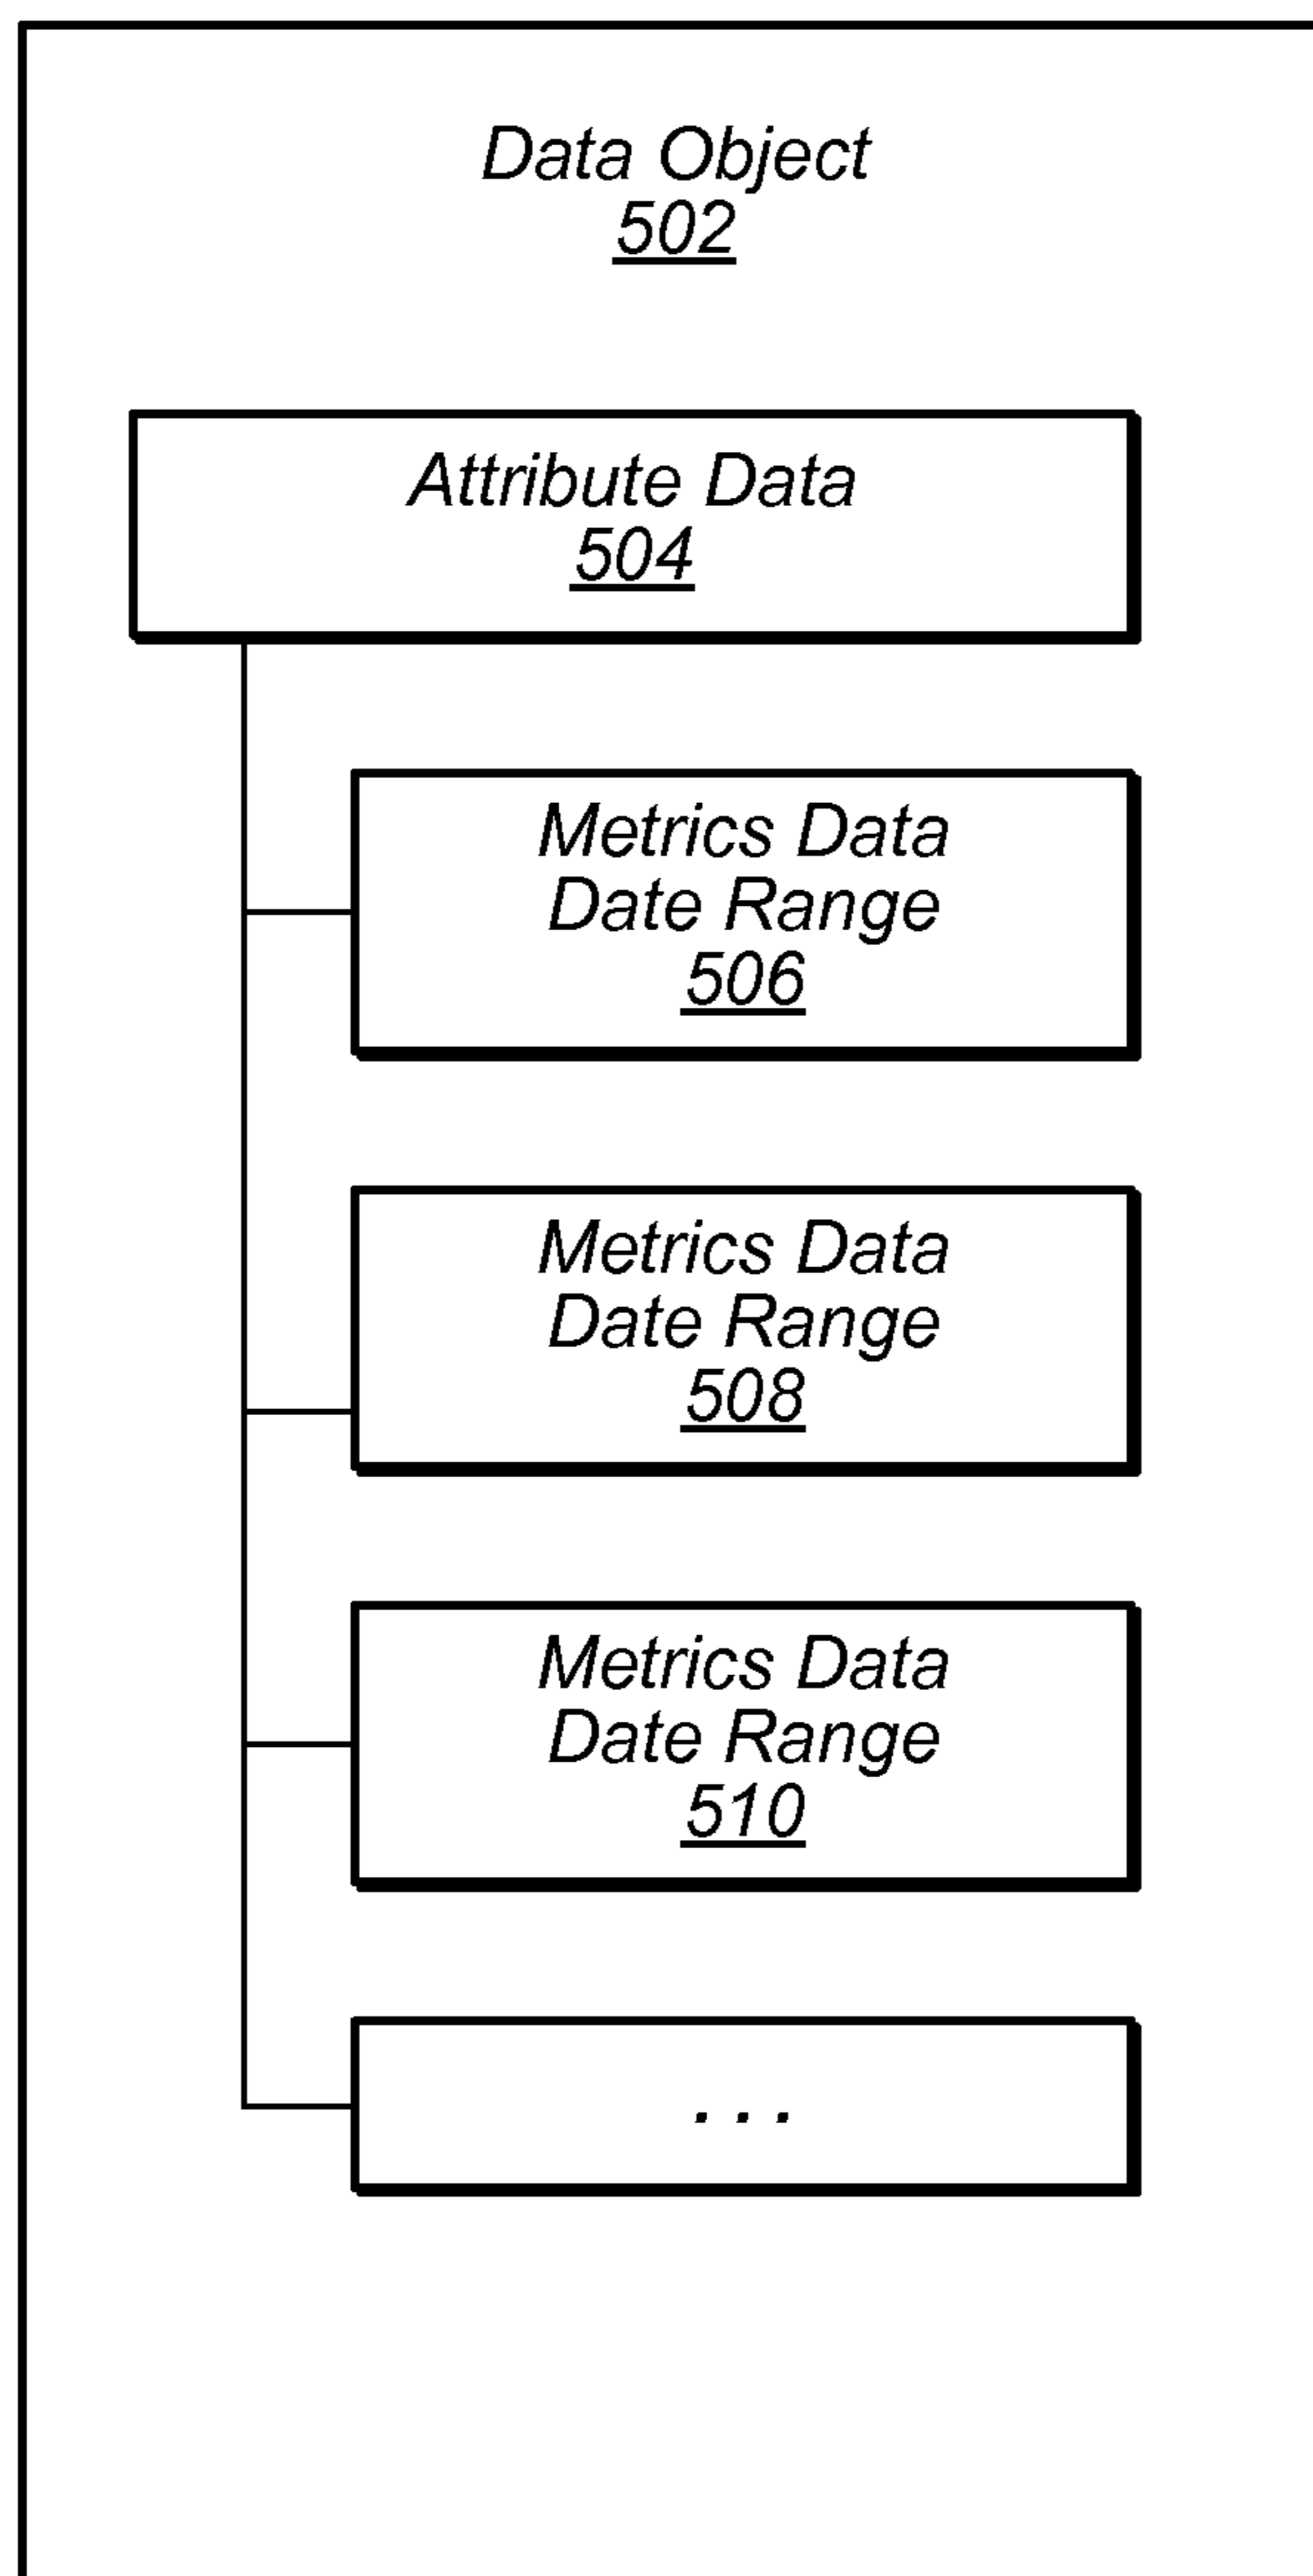 Data Object
502
Attribute Data
504
Metrics Data
Date Range
506
Metrics Data
Date Range
508
Metrics Data
Date Range
510
...